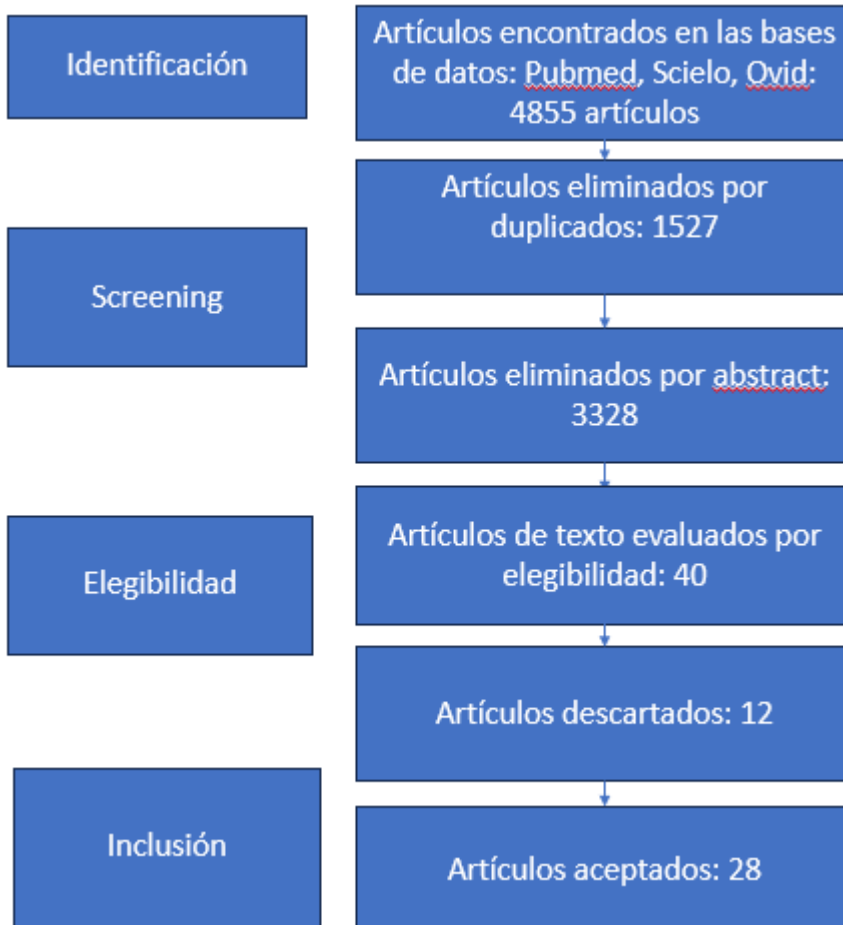 Identificación
Artículos encontrados en las bases
de datos: Pubmed, Scielo, Ovid:
4855 artículos
Artículos eliminados por
duplicados: 1527
Screening
Artículos eliminados por abstract:
3328
Elegibilidad
Artículos de texto evaluados por
elegibilidad: 40
Artículos descartados: 12
Inclusión
Artículos aceptados: 28